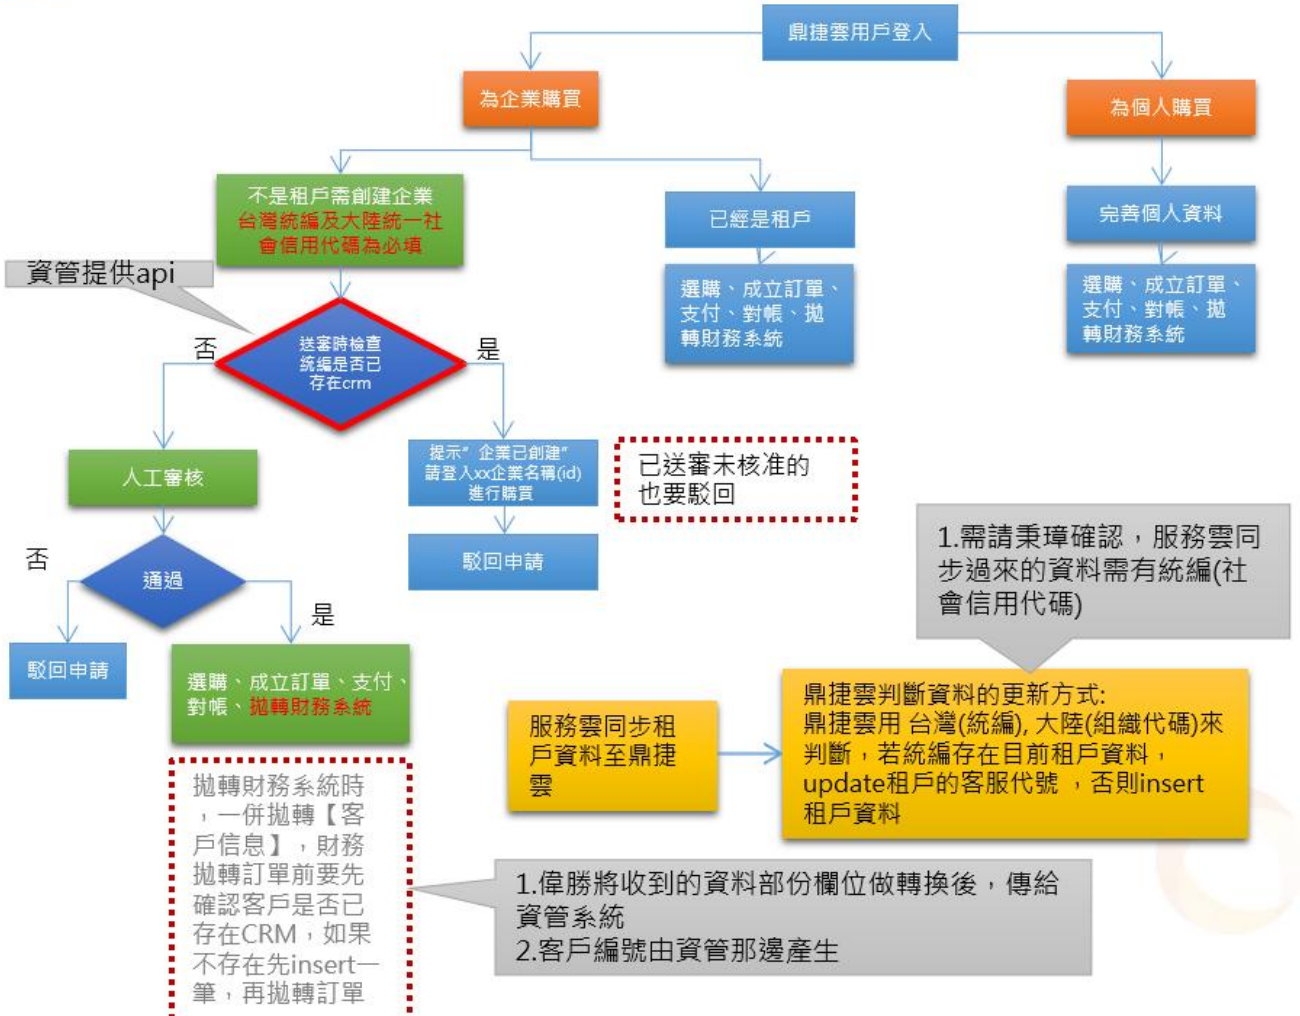 鼎捷雲用戶登入
為企業購買
為個人購買
不是租戶需創建企業
台灣統編及大陸統一社
會信用代碼為必填
已經是租戶
完善個人資料
資管提供api
選購、成立訂單、
支付、對帳、拋
轉財務系統
選購、成立訂單、
支付、對帳、拋
轉財務系統
否
送審時檢查
統編是否已
存在crm
是
人工審核
提示”企業已創建”
請登入xx企業名稱(id)
進行購買
已送審未核准的
也要駁回
駁回申請
否
通過
是
駁回申請
選購、成立訂單、支付、
對帳、拋轉財務系統
1.需請秉璋確認，服務雲同
步過來的資料需有統編(社
會信用代碼)
服務雲同步租
戶資料至鼎捷
雲
鼎捷雲判斷資料的更新方式:
鼎捷雲用 台灣(統編), 大陸(組織代碼)來
判斷，若統編存在目前租戶資料，
update租戶的客服代號 ，否則insert
租戶資料
拋轉財務系統時
，一併拋轉【客
戶信息】，財務
拋轉訂單前要先
確認客戶是否已
存在CRM，如果
不存在先insert一
筆，再拋轉訂單
1.偉勝將收到的資料部份欄位做轉換後，傳給
資管系統
2.客戶編號由資管那邊產生